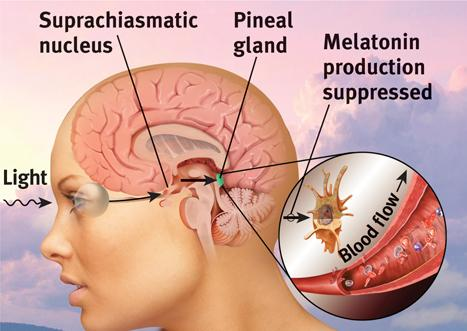 Suprachiasmatic
nucleus
Pineal
gland
Melatonin
production
suppressed
Light
Blood flow